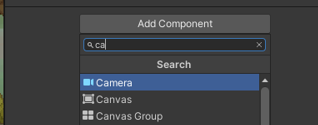 Add Component
ca
Search
Camera
Canvas
Canvas Group